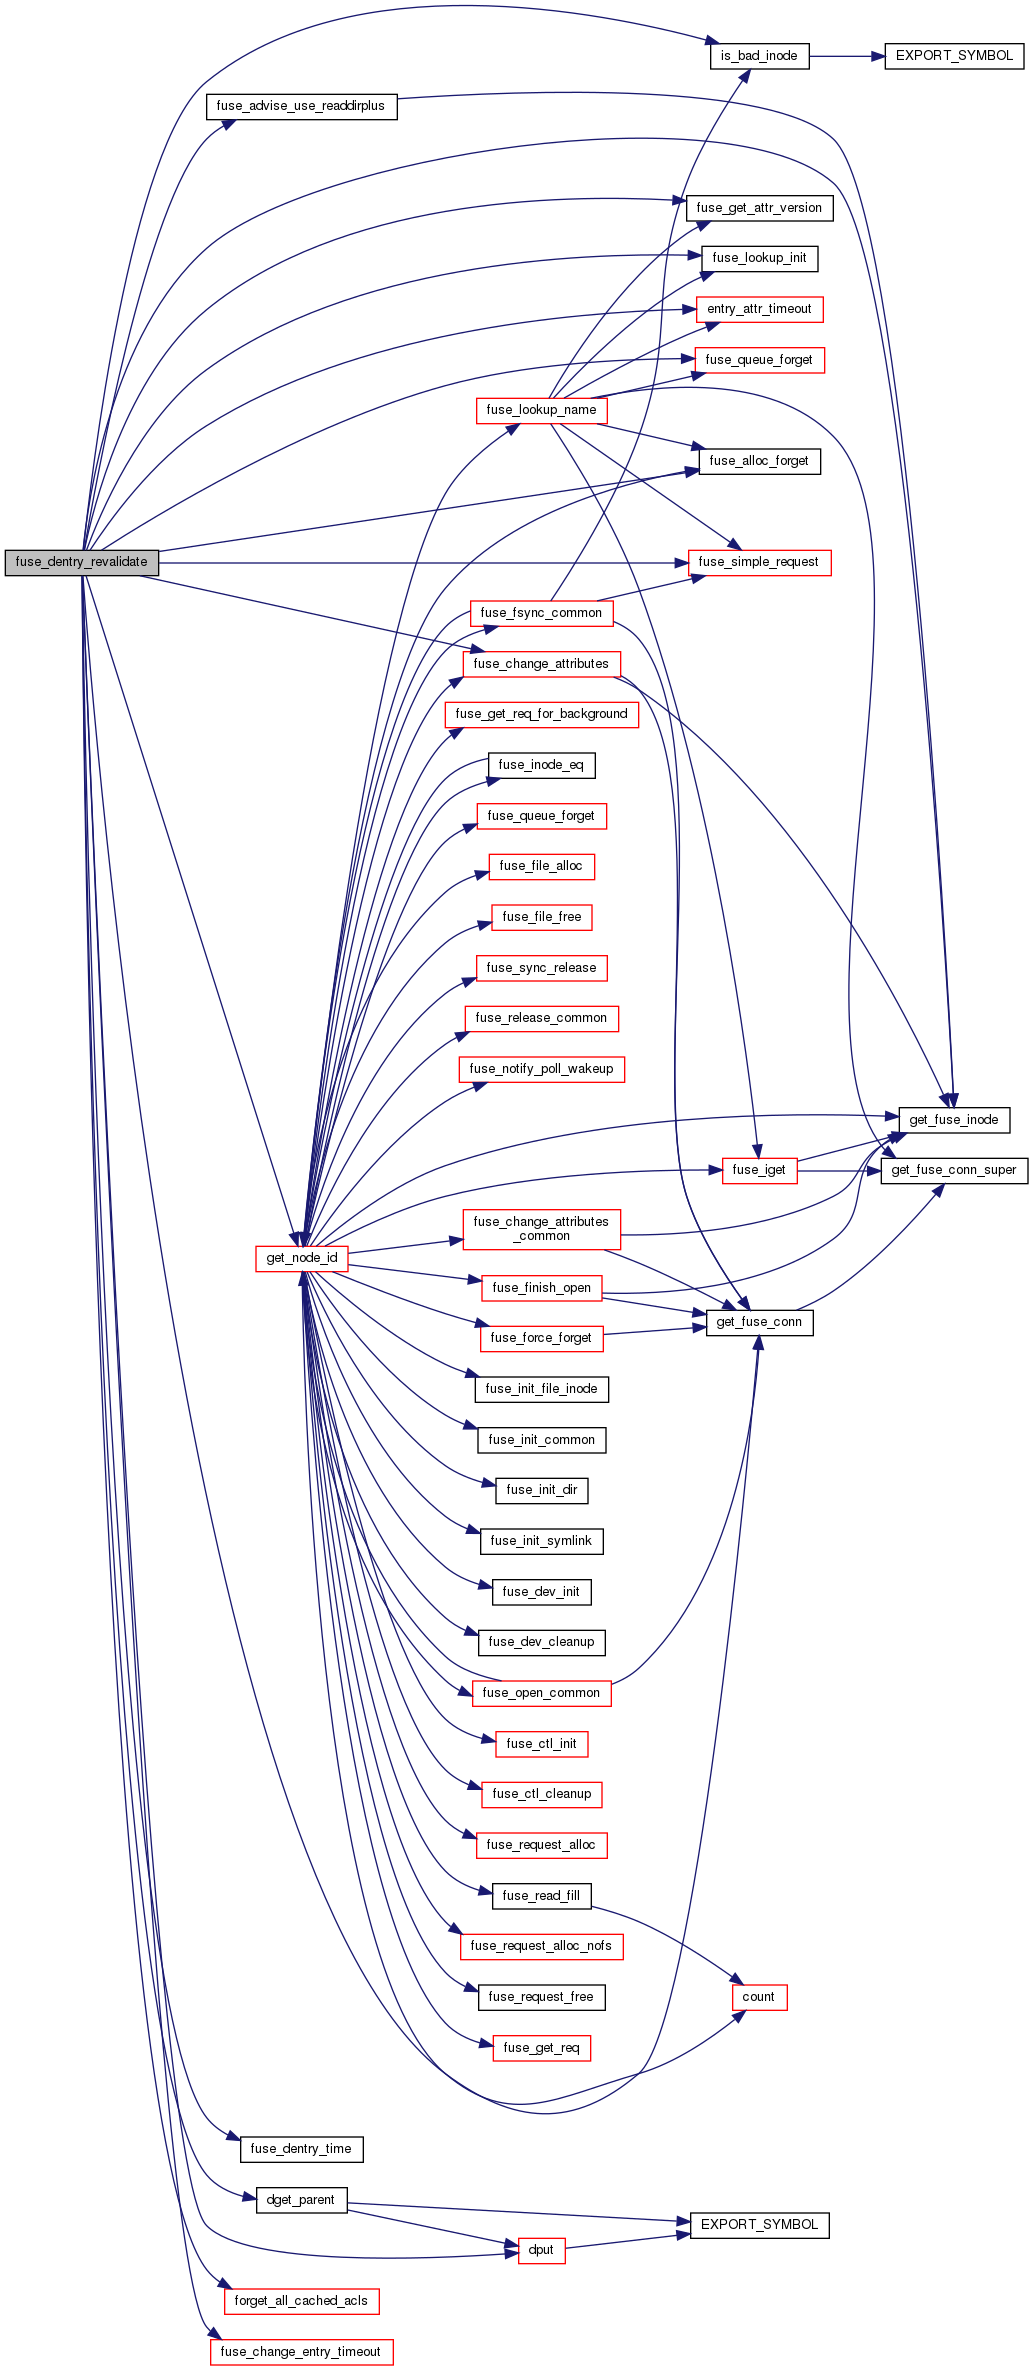 is_bad_inode
EXPORT_SYMBOL
fuse_advise_use_readdirplus
fuse_get_attr_version
fuse_lookup_init
entry_attr_timeout
fuse_queue_forget
fuse_lookup_name
fuse_alloc_forget
fuse_dentry_revalidate
fuse_simple_request
fuse_fsync_common
fuse_change_attributes
fuse_get_req_for_background
fuse_inode_eq
fuse_queue_forget
fuse_file_alloc
fuse_file_free
fuse_sync_release
fuse_release_common
fuse_notify_poll_wakeup
get_fuse_inode
fuse_iget
get_fuse_conn_super
fuse_change_attributes
_common
get_node_id
fuse_finish_open
get_fuse_conn
fuse_force_forget
fuse_init_file_inode
fuse_init_common
fuse_init_dir
fuse_init_symlink
fuse_dev_init
fuse_dev_cleanup
fuse_open_common
fuse_ctl_init
fuse_ctl_cleanup
fuse_request_alloc
fuse_read_fill
fuse_request_alloc_nofs
fuse_request_free
count
fuse_get_req
fuse_dentry_time
dget_parent
EXPORT_SYMBOL
dput
forget_all_cached_acls
fuse_change_entry_timeout